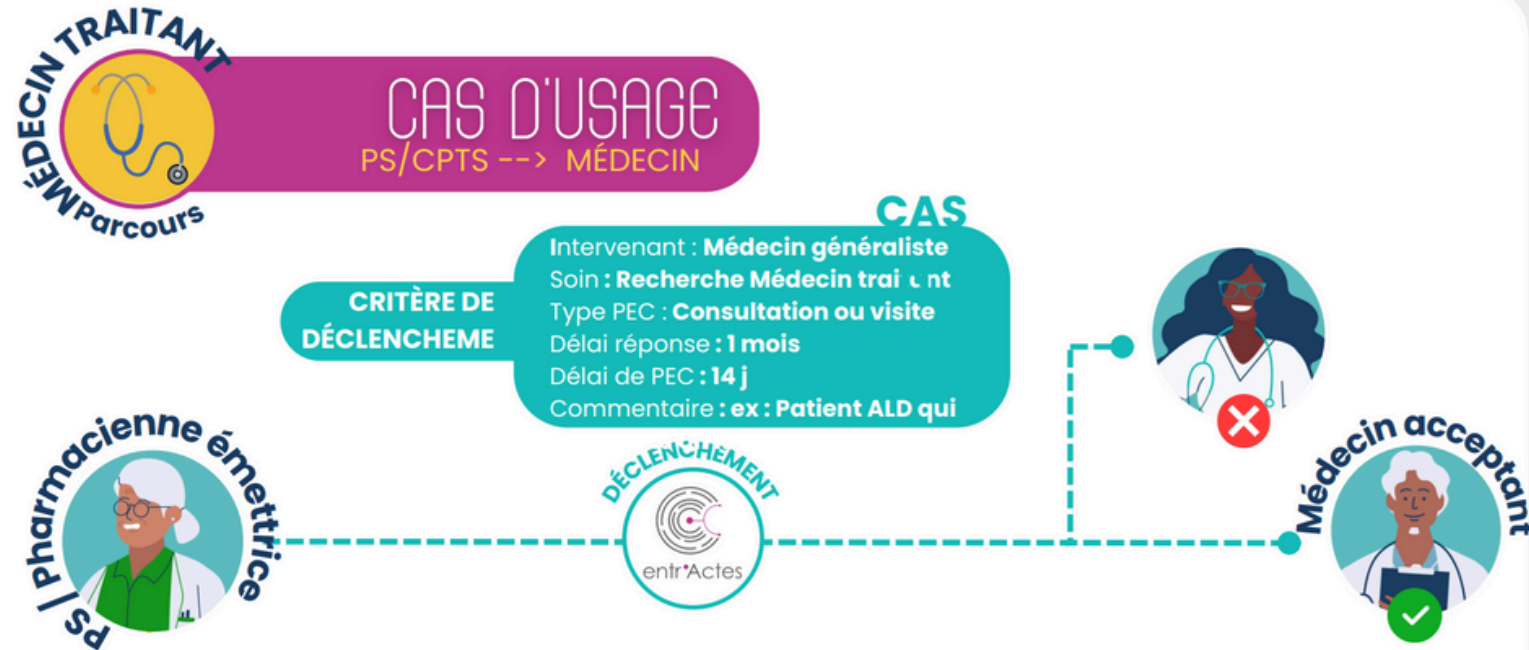 MÉDECIN TRAITANT
Parcours
CAS D'USAGE
PS/CPTS --> MÉDECIN
CAS
CRITÈRE DE
DÉCLENCHEME
Intervenant : Médecin généraliste
Soin : Recherche Médecin
Type PEC : Consultation ou visite
Délai réponse : 1 mois
Délai de PEC : 14 j
Commentaire : ex : Patient ALD qui
PS | Pharmacienne émettrice
DÉCLENCHEMENT
entr'Actes
Médecin acceptant